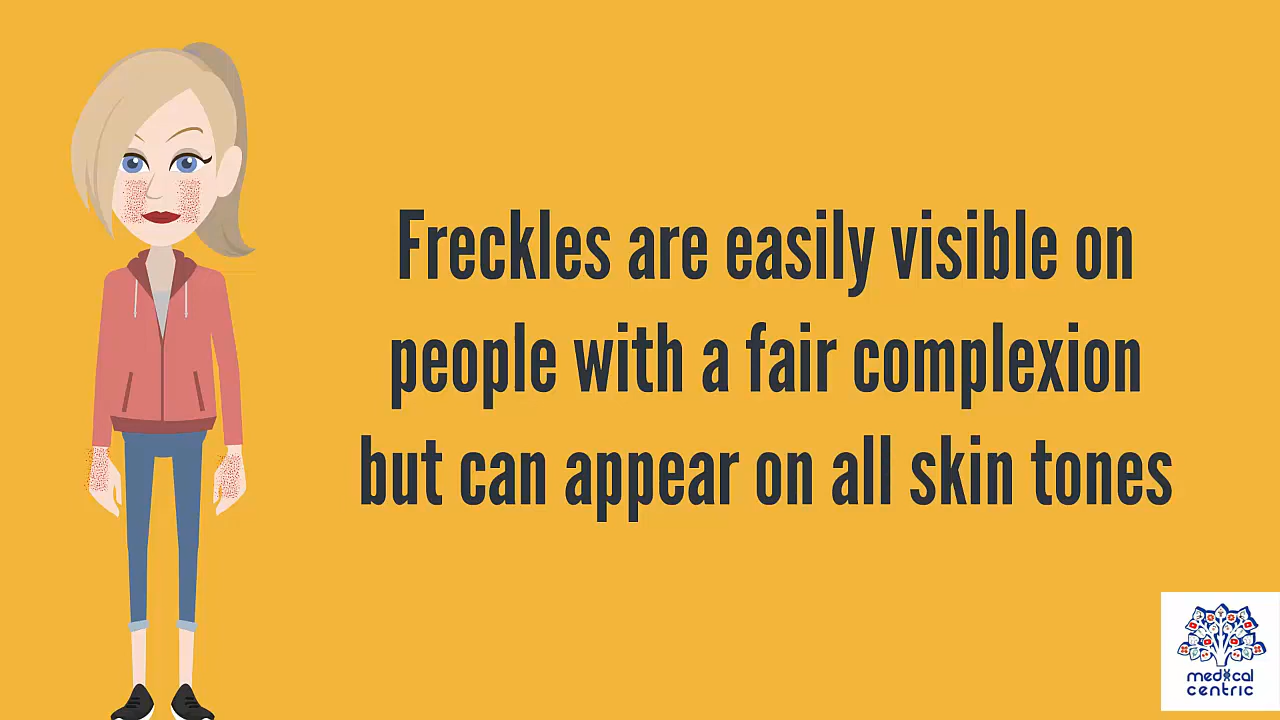 Freckles are easily visible on
people with a fair complexion
but can appear on all skin tones
medical
centric